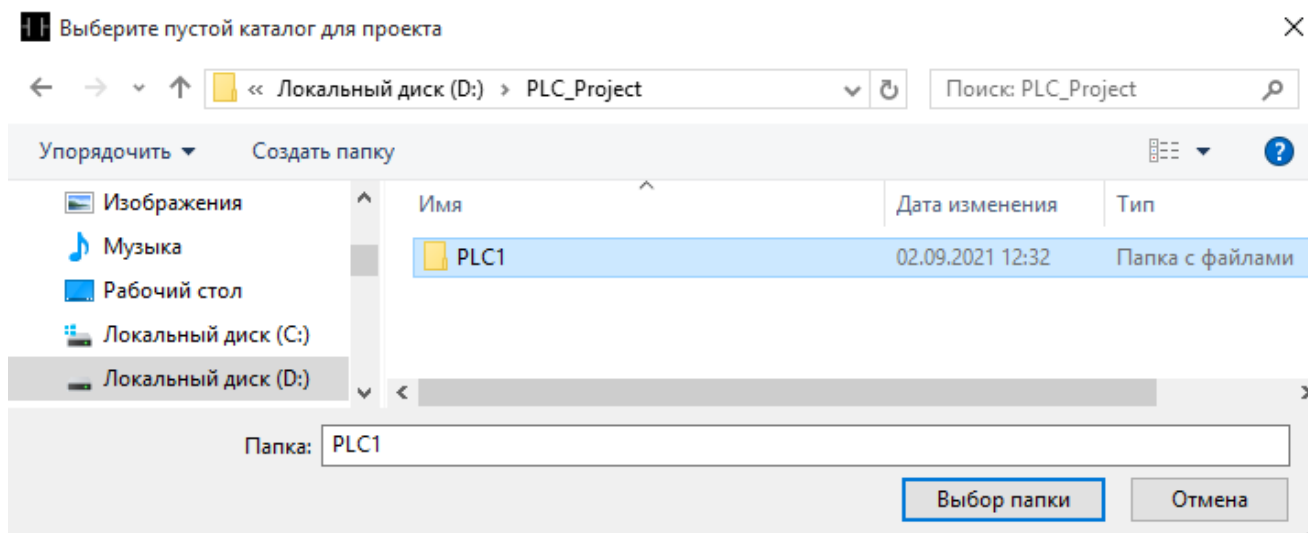 Выберите пустой каталог для проекта
« Локальный диск (D:) › PLC_Project
Поиск: PLC_Project
Упорядочить Создать папку
Изображения
Музыка
Рабочий стол
Локальный диск (C:)
Локальный диск (D:)
Имя Дата изменения Тип
PLC1 02.09.2021 12:32 Папка с файлами
Папка: PLC1
Выбор папки Отмена